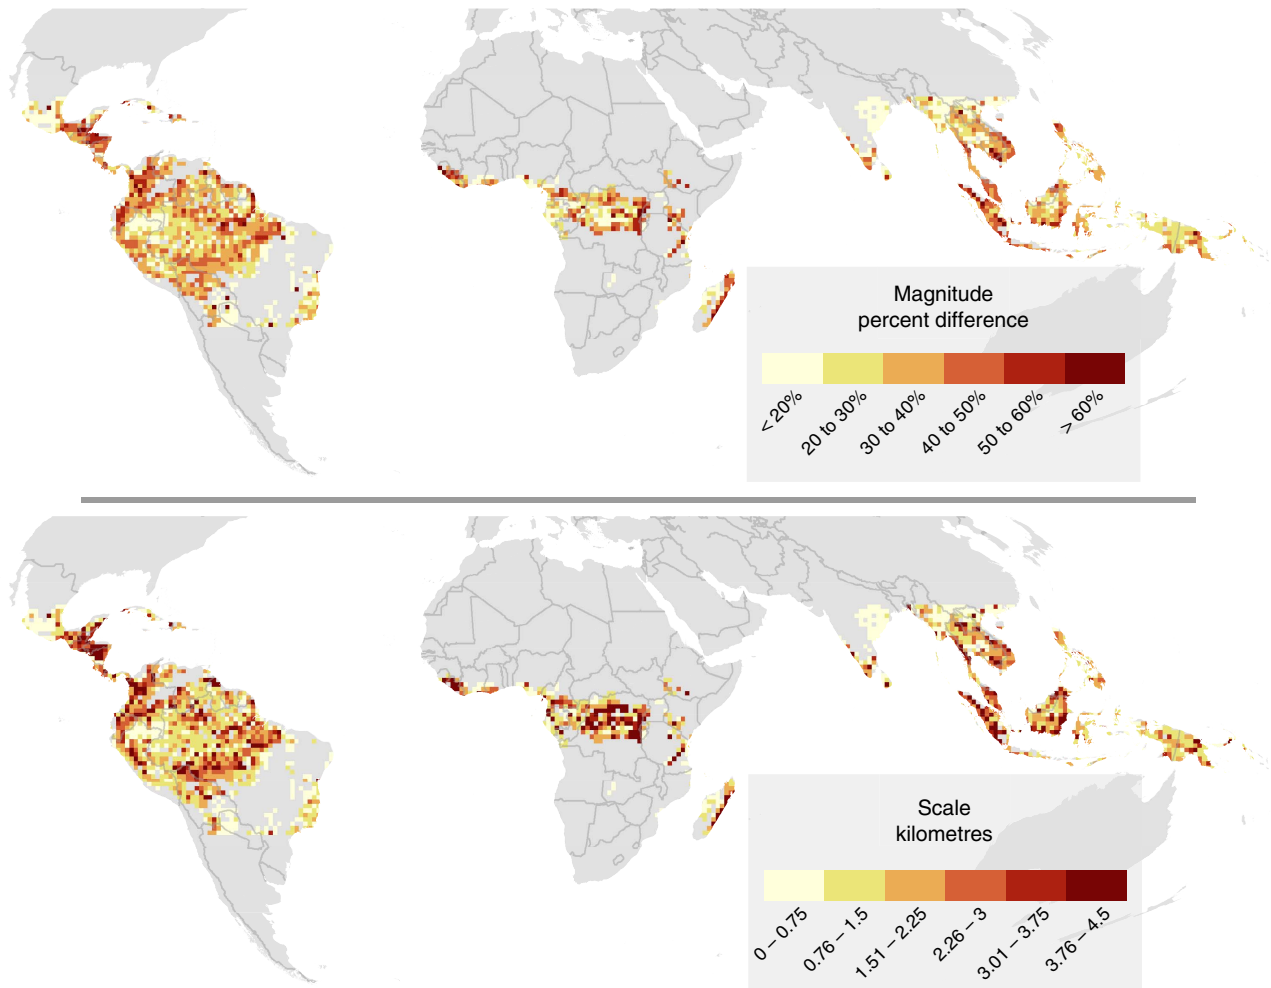 Magnitude
percent difference
< 20%
20 to 30%
30 to 40%
40 to 50%
50 to 60%
> 60%
Scale
kilometres
0 – 0.75
0.76 – 1.5
1.51 – 2.25
2.26 – 3
3.01 – 3.75
3.76 – 4.5